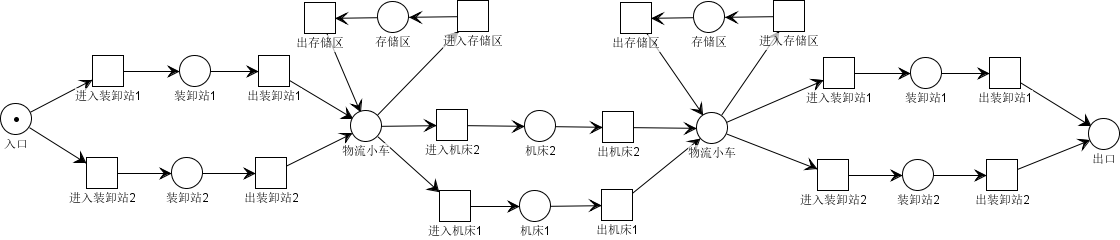 出存储区
存储区
进入存储区
出存储区
存储区
进入存储区
进入装卸站1
装卸站1
出装卸站1
进入装卸站1
装卸站1
出装卸站1
入口
物流小车
进入机床2
机床2
出机床2
物流小车
出口
进入装卸站2
装卸站2
出装卸站2
进入装卸站2
装卸站2
出装卸站2
进入机床1
机床1
出机床1